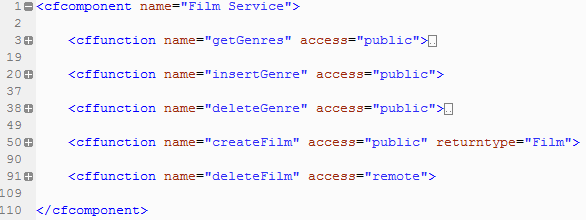 1 <cfcomponent name="Film Service">
2
3 <cffunction name="getGenres" access="public">..
19
20 <cffunction name="insertGenre" access="public">
37
38 <cffunction name="deleteGenre" access="public">..
49
50 <cffunction name="createFilm" access="public" returntype="Film">
90
91 <cffunction name="deleteFilm" access="remote">
109
110 </cfcomponent>